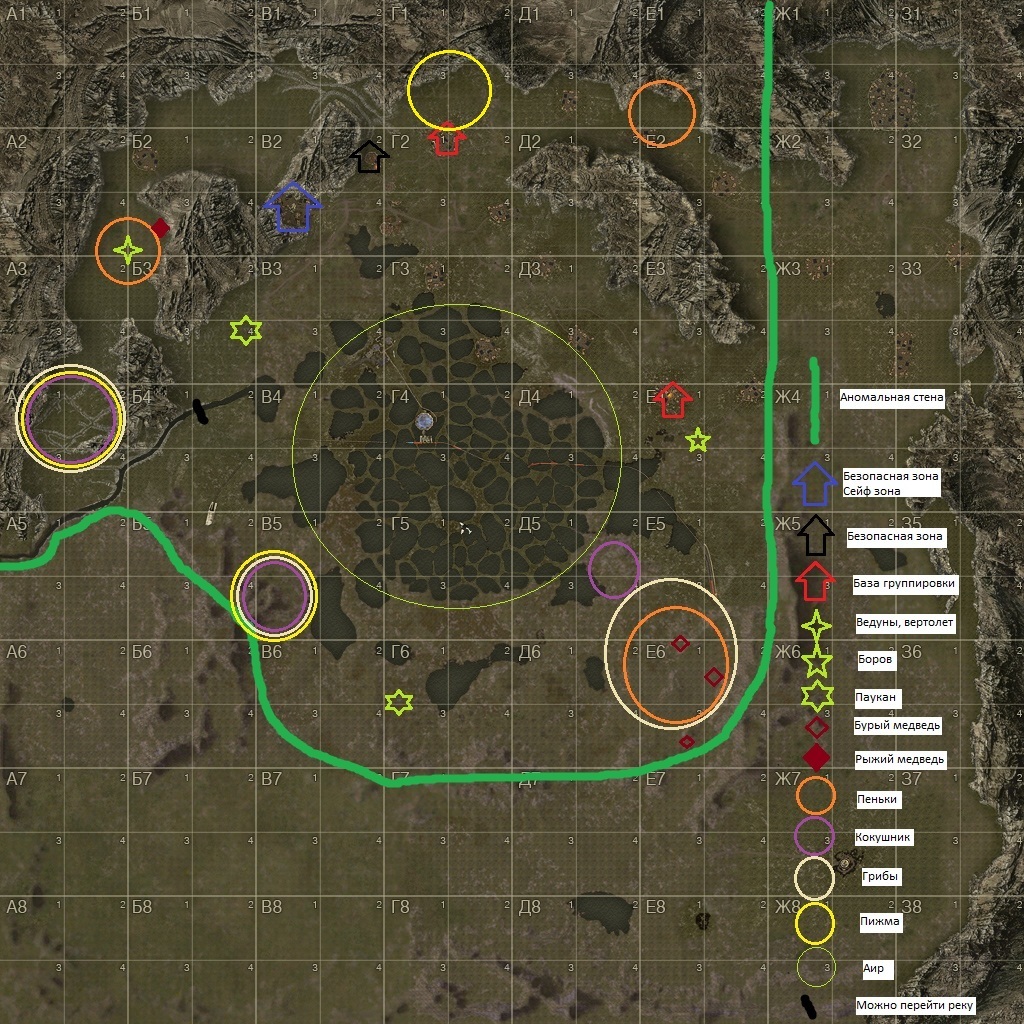 А1 Б1 В1 Г1 Д1 Е1 Ж1 З1
А2 Б2 В2 Г2 Д2 Е2 Ж2 З2
А3 Б3 В3 Г3 Д3 Е3 Ж3 З3
Б4 В4 Г4 Д4 Ж4
Аномальная стена
Безопасная зона
Сейф зона
А5 В5 Г5 Д5 Е5 Ж5 З5
Безопасная зона
База группировки
Ведуны, вертолет
А6 Б6 В6 Г6 Е6 Ж6 З6
Боров
Паукан
Бурый медведь
Рыжий медведь
А7 Б7 В7 Г7 Д7 Е7 Ж7 З7
Пеньки
Кокушник
Грибы
А8 Б8 В8 Г8 Д8 Е8 Ж8 З8
Пижма
Аир
Можно перейти реку